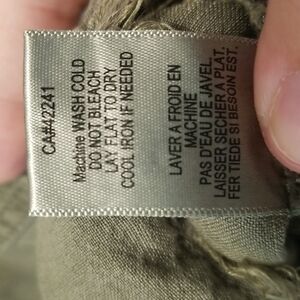 CA#42241
Machine WASH COLD
DO NOT BLEACH
LAY FLAT TO DRY
COOL IRON IF NEEDED
LAVER A FROID EN
MACHINE
PAS D'EAU DE JAVEL
LAISSER SECHER A PLAT.
FER TIEDE SI BESOIN EST.